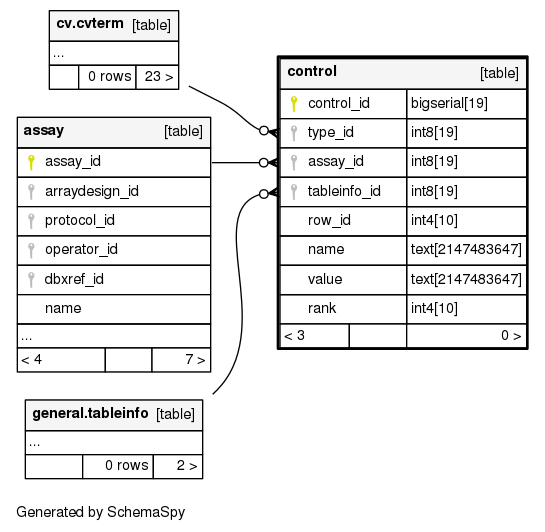 cv.cvterm [table]
...
0 rows 23 >
assay [table]
assay_id
arraydesign_id
protocol_id
operator_id
dbxref_id
name
...
< 4 7 >
general.tableinfo [table]
...
0 rows 2 >
control [table]
control_id bigserial[19]
type_id int8[19]
assay_id int8[19]
tableinfo_id int8[19]
row_id int4[10]
name text[2147483647]
value text[2147483647]
rank int4[10]
< 3 0 >
Generated by SchemaSpy